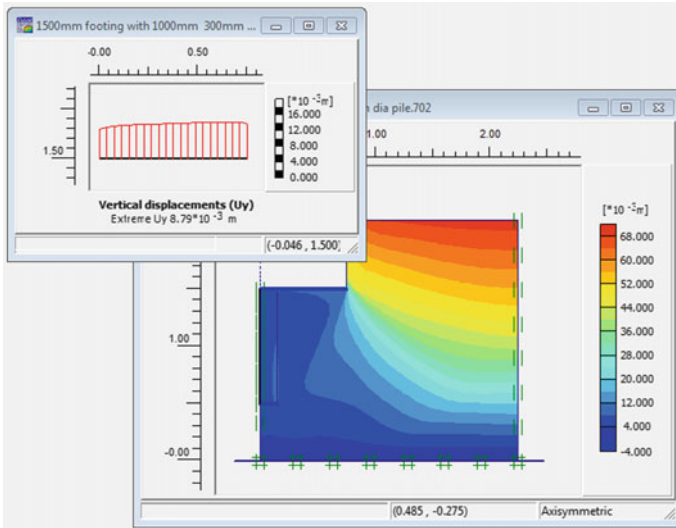 1500mm footing with 1000mm 300mm ...
-0.00 0.50
[*10 -3m]
16.000
12.000
8.000
4.000
0.000
1.50
Vertical displacements (Uy)
Extreme Uy 8.79*10 -3 m
(-0.046 , 1.500)
dia pile.702
1.00 2.00
[*10 -3m]
68.000
60.000
52.000
44.000
36.000
28.000
20.000
12.000
4.000
-4.000
1.00
-0.00
(0.485 , -0.275) Axisymmetric